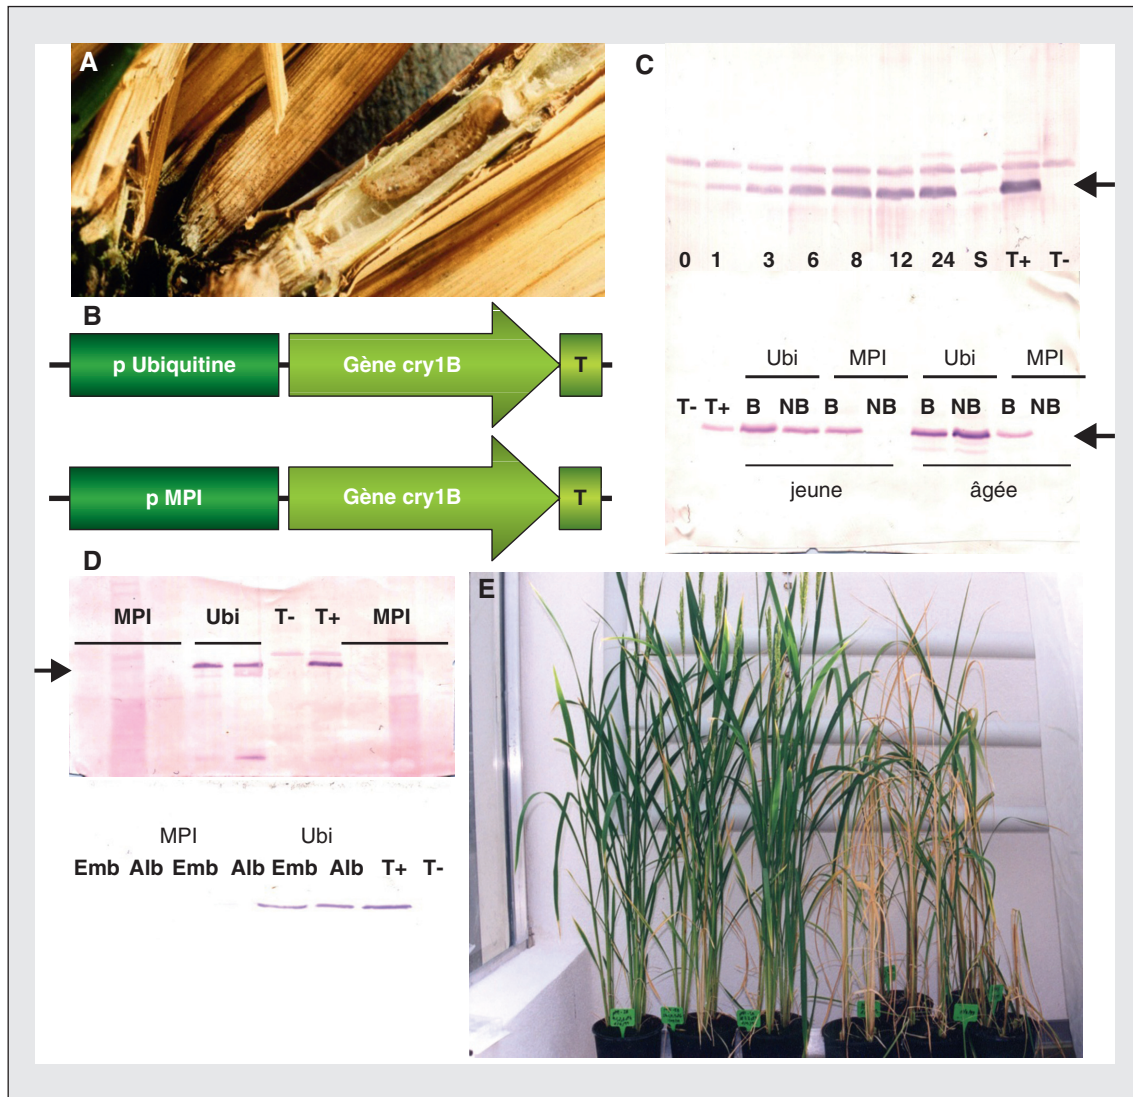 A
B
p Ubiquitine Gène cry1B T
p MPI Gène cry1B T
C
0 1 3 6 8 12 24 S T+ T-
Ubi MPI Ubi MPI
T- T+ B NB B NB B NB B NB
jeune âgée
D
MPI Ubi T- T+ MPI
MPI Ubi
Emb Alb Emb Alb Emb Alb T+ T-
E